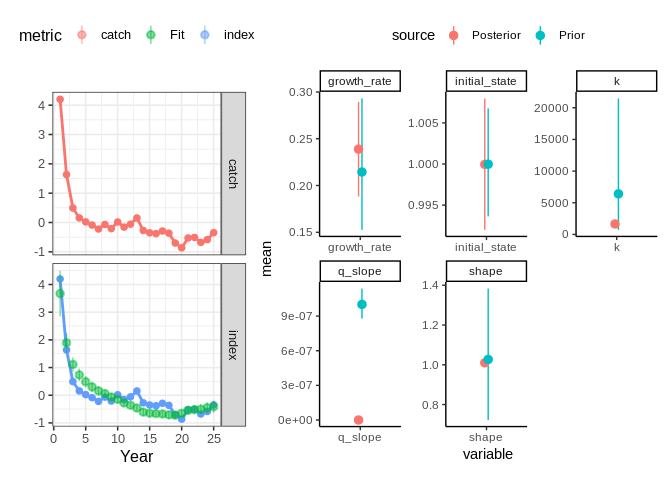 metric catch Fit index
source Posterior Prior
catch
4
3
2
1
0
-1
index
4
3
2
1
0
-1
0 5 10 15 20 25
Year
mean
growth_rate
0.30
0.25
0.20
0.15
growth_rate
initial_state
1.005
1.000
0.995
initial_state
k
20000
15000
10000
5000
0
k
q_slope
9e-07
6e-07
3e-07
0e+00
q_slope
shape
1.4
1.2
1.0
0.8
shape
variable